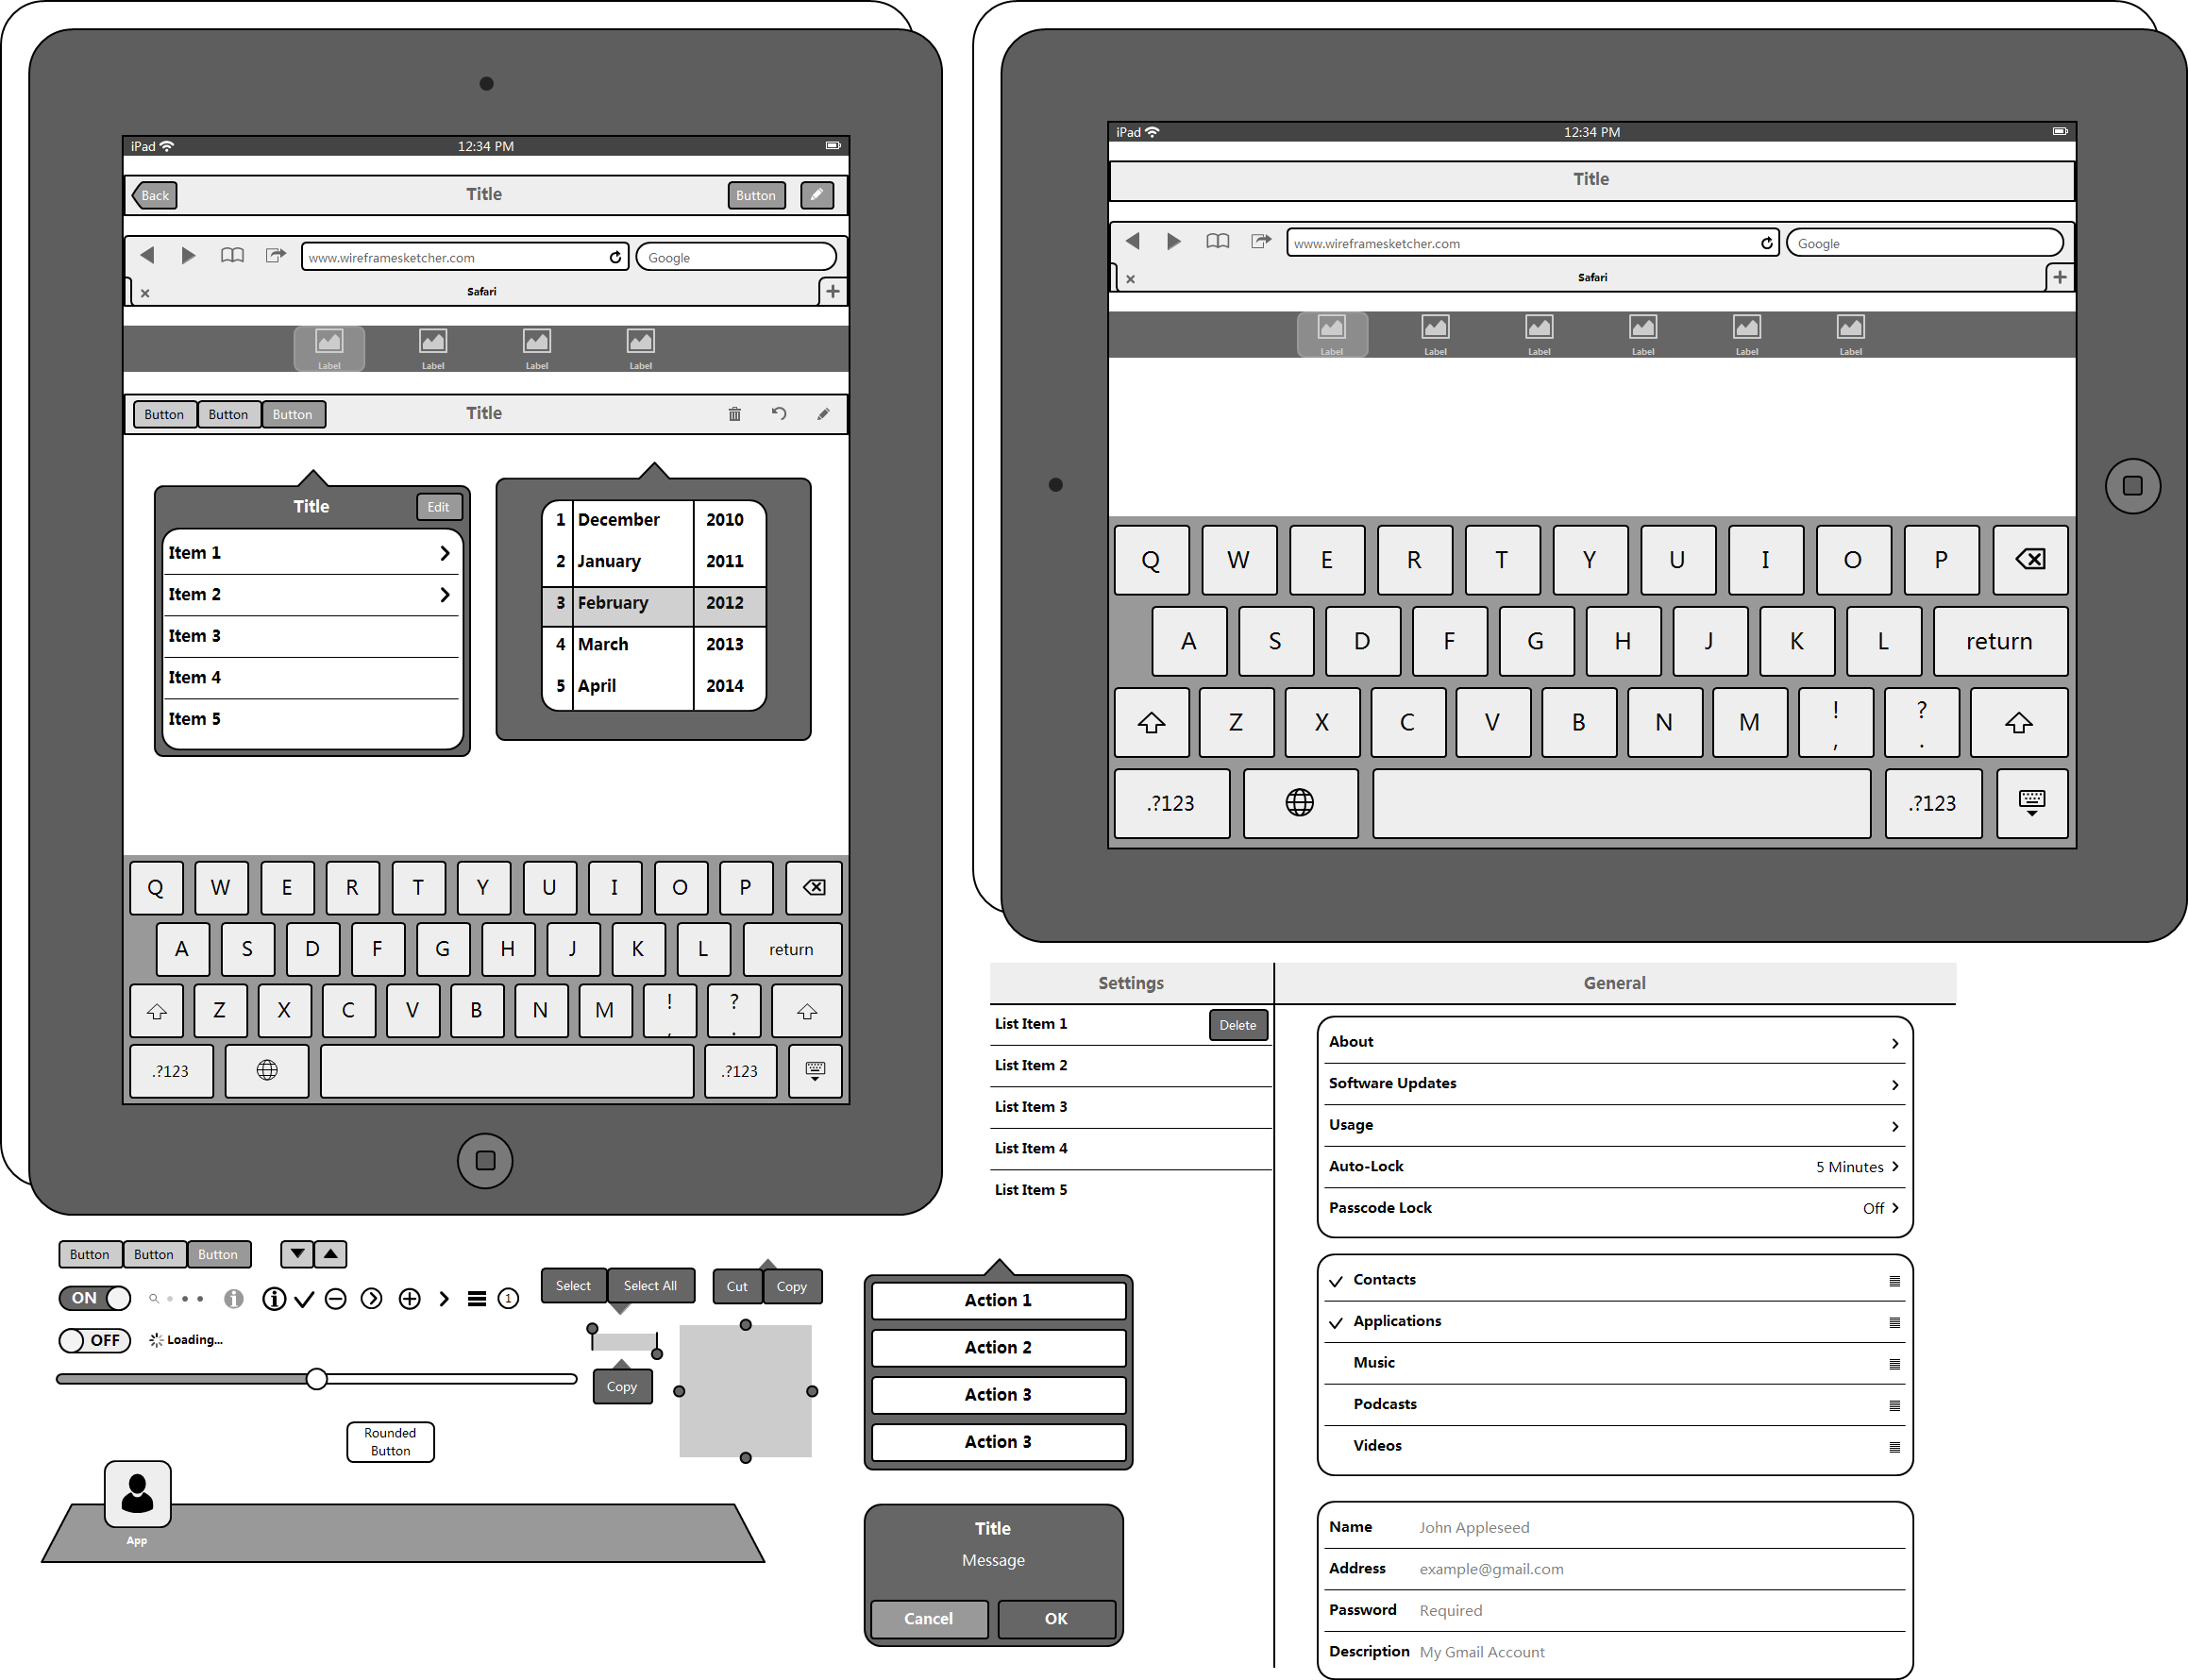 iPad 12:34 PM
Back Title Button
www.wireframesketcher.com Google
Safari
Label Label Label Label
Button Button Button Title
Title Edit
Item 1
Item 2
Item 3
Item 4
Item 5
1 December 2010
2 January 2011
3 February 2012
4 March 2013
5 April 2014
Q W E R T Y U I O P
A S D F G H J K L return
Z X C V B N M ! ?
, .
.?123 .?123
iPad 12:34 PM
Title
www.wireframesketcher.com Google
Safari
Label Label Label Label Label Label
Q W E R T Y U I O P
A S D F G H J K L return
Z X C V B N M ! ?
, .
.?123 .?123
Settings
List Item 1 Delete
List Item 2
List Item 3
List Item 4
List Item 5
General
About
Software Updates
Usage
Auto-Lock 5 Minutes
Passcode Lock Off
Contacts
Applications
Music
Podcasts
Videos
Name John Appleseed
Address example@gmail.com
Password Required
Description My Gmail Account
Button Button Button
ON
1
OFF Loading...
Select Select All
Cut Copy
Copy
Rounded
Button
App
Action 1
Action 2
Action 3
Action 3
Title
Message
Cancel OK